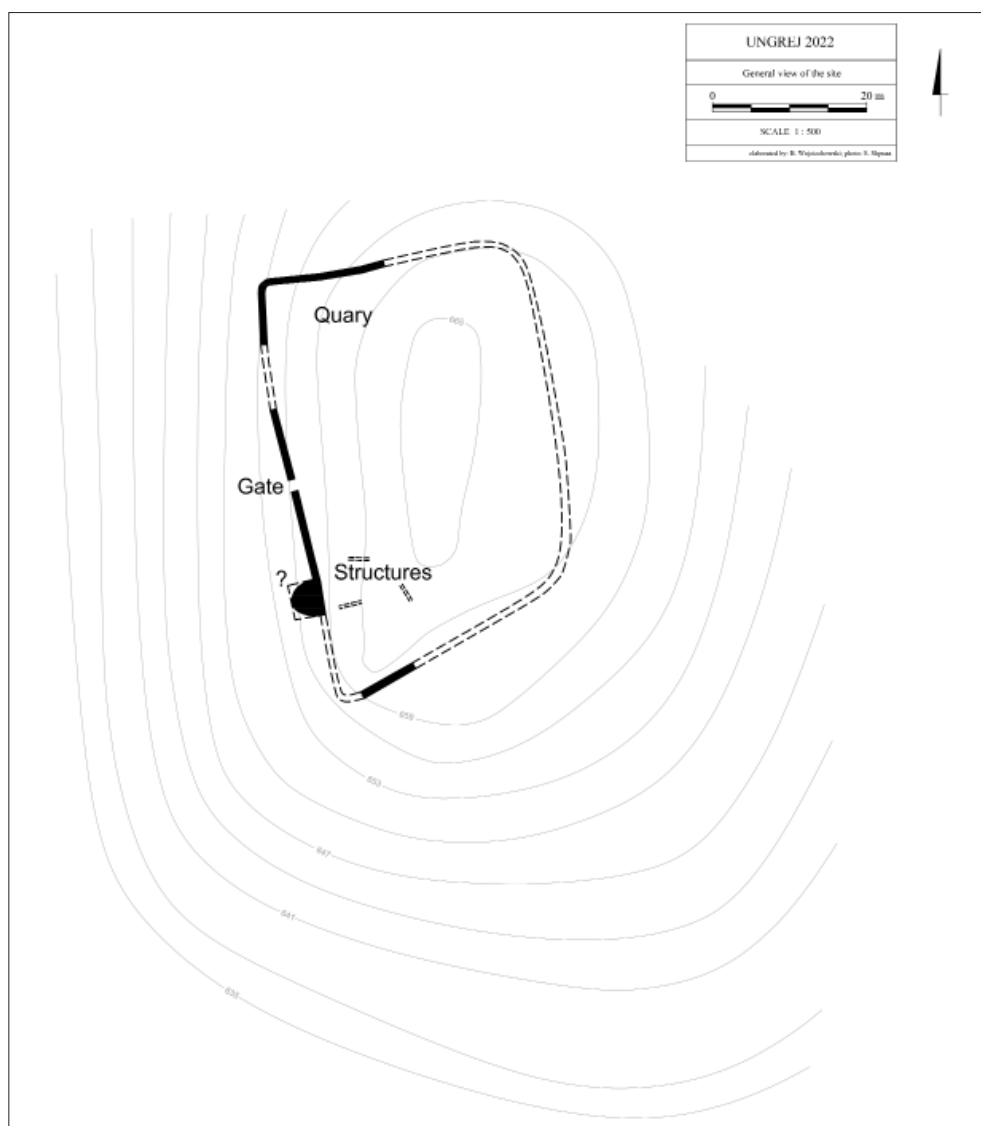 UNGREJ 2022
General view of the site
0 20 m
SCALE 1 : 500
elaborated by: B. Wojciechowski; photo: S. Shpuza
Quary
660
Gate
Structures
?
659
653
647
641
635